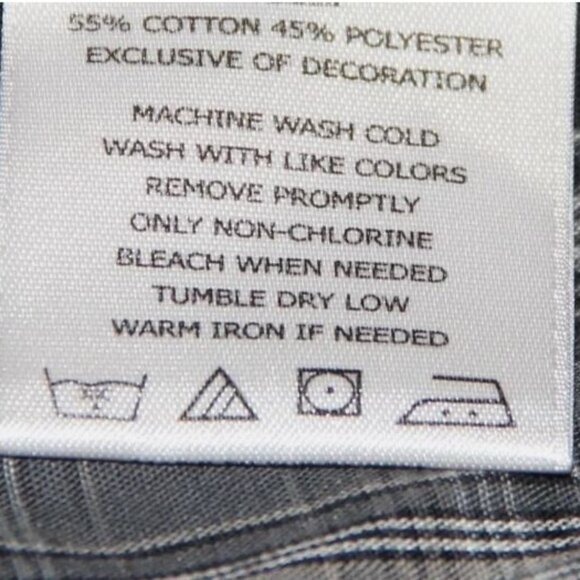 55% COTTON 45% POLYESTER
EXCLUSIVE OF DECORATION
MACHINE WASH COLD
WASH WITH LIKE COLORS
REMOVE PROMPTLY
ONLY NON-CHLORINE
BLEACH WHEN NEEDED
TUMBLE DRY LOW
WARM IRON IF NEEDED